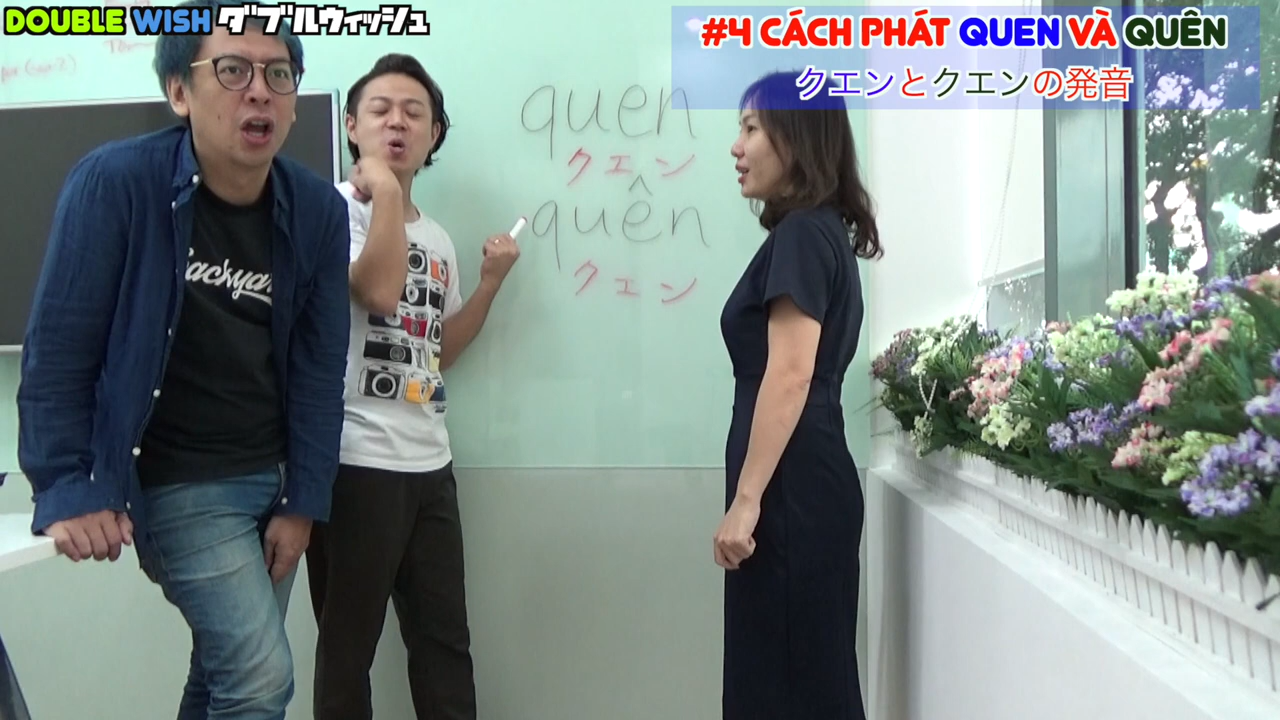 DOUBLE WISH ダブルウィッシュ
#4 CÁCH PHÁT QUEN VÀ QUÊN
クエンとクエンの発音
quen
クエン
quên
クエン